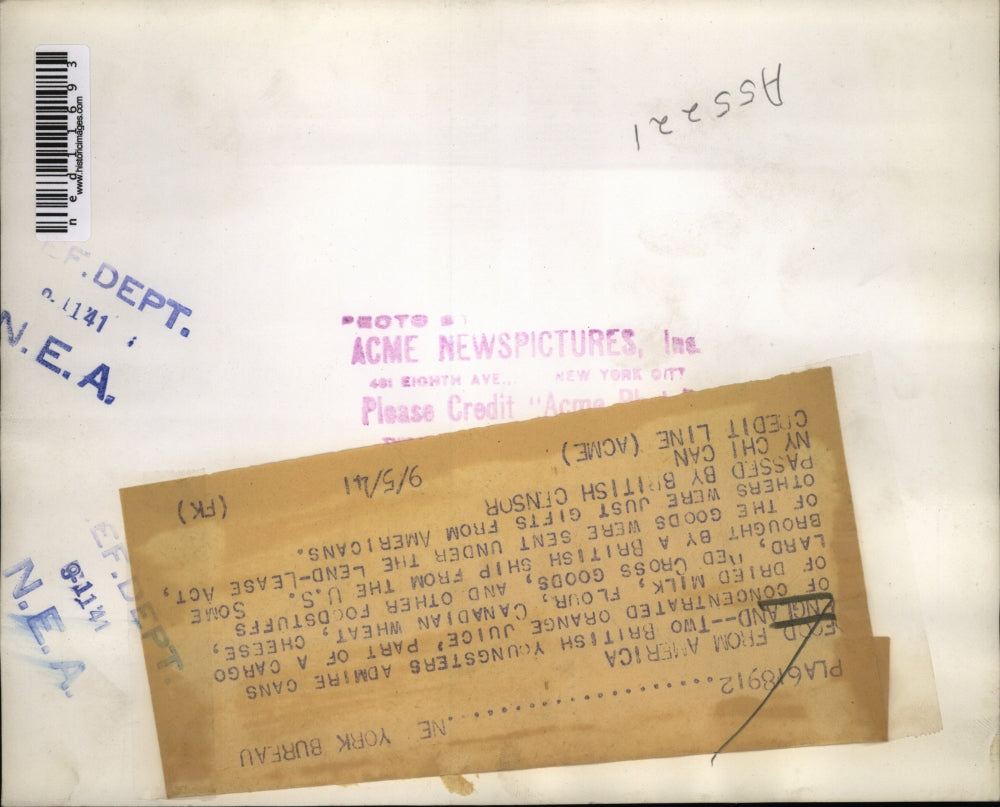 ned11693
www.historicimages.com
A55221
EF. DEPT.
9-11'41
N.E.A.
PHOTO BY
ACME NEWSPICTURES, Inc.
461 EIGHTH AVE., NEW YORK CITY
Please Credit "Acme
EF. DEPT.
9-11'41
N.E.A.
PLA618912....................NE YORK BUREAU
FOOD FROM AMERICA
ENGLAND--TWO BRITISH YOUNGSTERS ADMIRE CANS
OF CONCENTRATED ORANGE JUICE, PART OF A CARGO
OF DRIED MILK, FLOUR, CANADIAN WHEAT, CHEESE,
LARD, RED CROSS GOODS, AND OTHER FOODSTUFFS
BROUGHT BY A BRITISH SHIP FROM THE U.S. SOME
OF THE GOODS WERE SENT UNDER THE LEND-LEASE ACT,
OTHERS WERE JUST GIFTS FROM AMERICANS.
PASSED BY BRITISH CENSOR
NY CHI CAN
CREDIT LINE (ACME) 9/5/41 (FK)